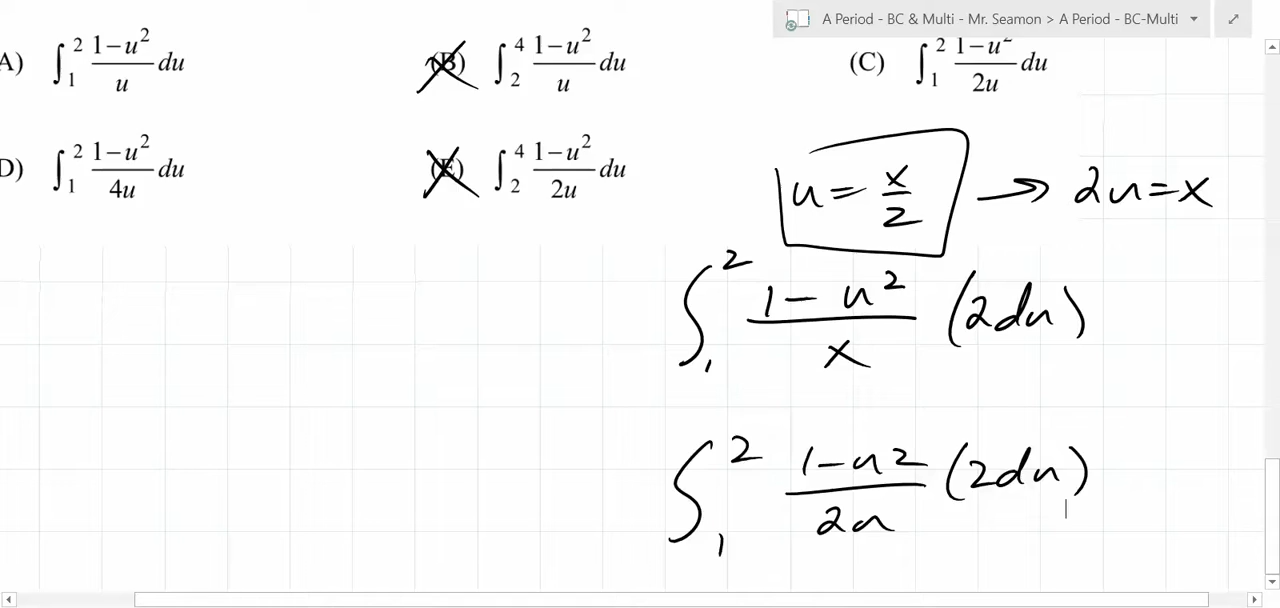 A Period - BC & Multi - Mr. Seamon > A Period - BC-Multi
A) ∫₁² (1−u²)/u du (B) ∫₂⁴ (1−u²)/u du (C) ∫₁² (1−u²)/2u du
D) ∫₁² (1−u²)/4u du (E) ∫₂⁴ (1−u²)/2u du
u = x/2 → 2u = x
∫₁² (1−u²)/x (2du)
∫₁² (1−u²)/2u (2du)